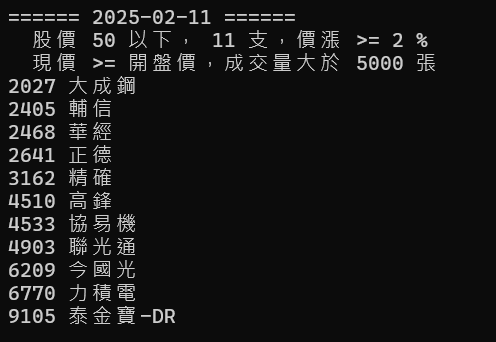 ====== 2025-02-11 ======
股價 50 以下， 11 支，價漲 >= 2 %
現價 >= 開盤價，成交量大於 5000 張
2027 大成鋼
2405 輔信
2468 華經
2641 正德
3162 精確
4510 高鋒
4533 協易機
4903 聯光通
6209 今國光
6770 力積電
9105 泰金寶-DR